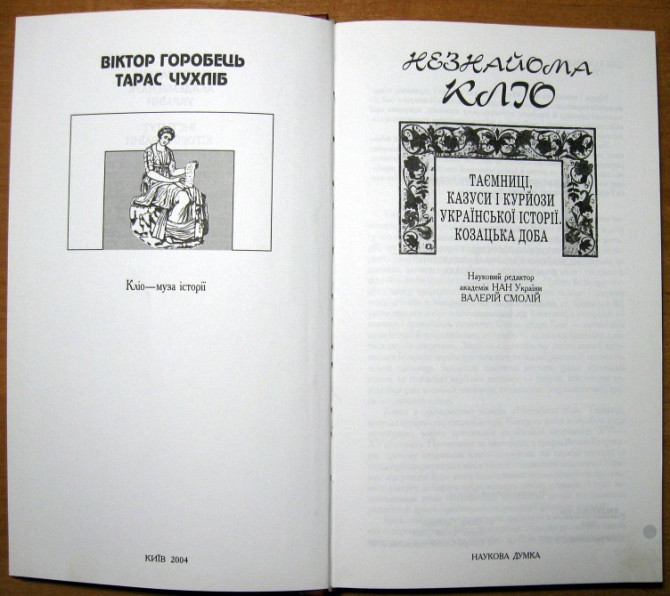 ВІКТОР ГОРОБЕЦЬ
ТАРАС ЧУХЛІБ
Кліо—муза історії
КИЇВ 2004
НЕЗНАЙОМА
КЛІО
ТАЄМНИЦІ,
КАЗУСИ І КУРЙОЗИ
УКРАЇНСЬКОЇ ІСТОРІЇ.
КОЗАЦЬКА ДОБА
Науковий редактор
академік НАН України
ВАЛЕРІЙ СМОЛІЙ
НАУКОВА ДУМКА